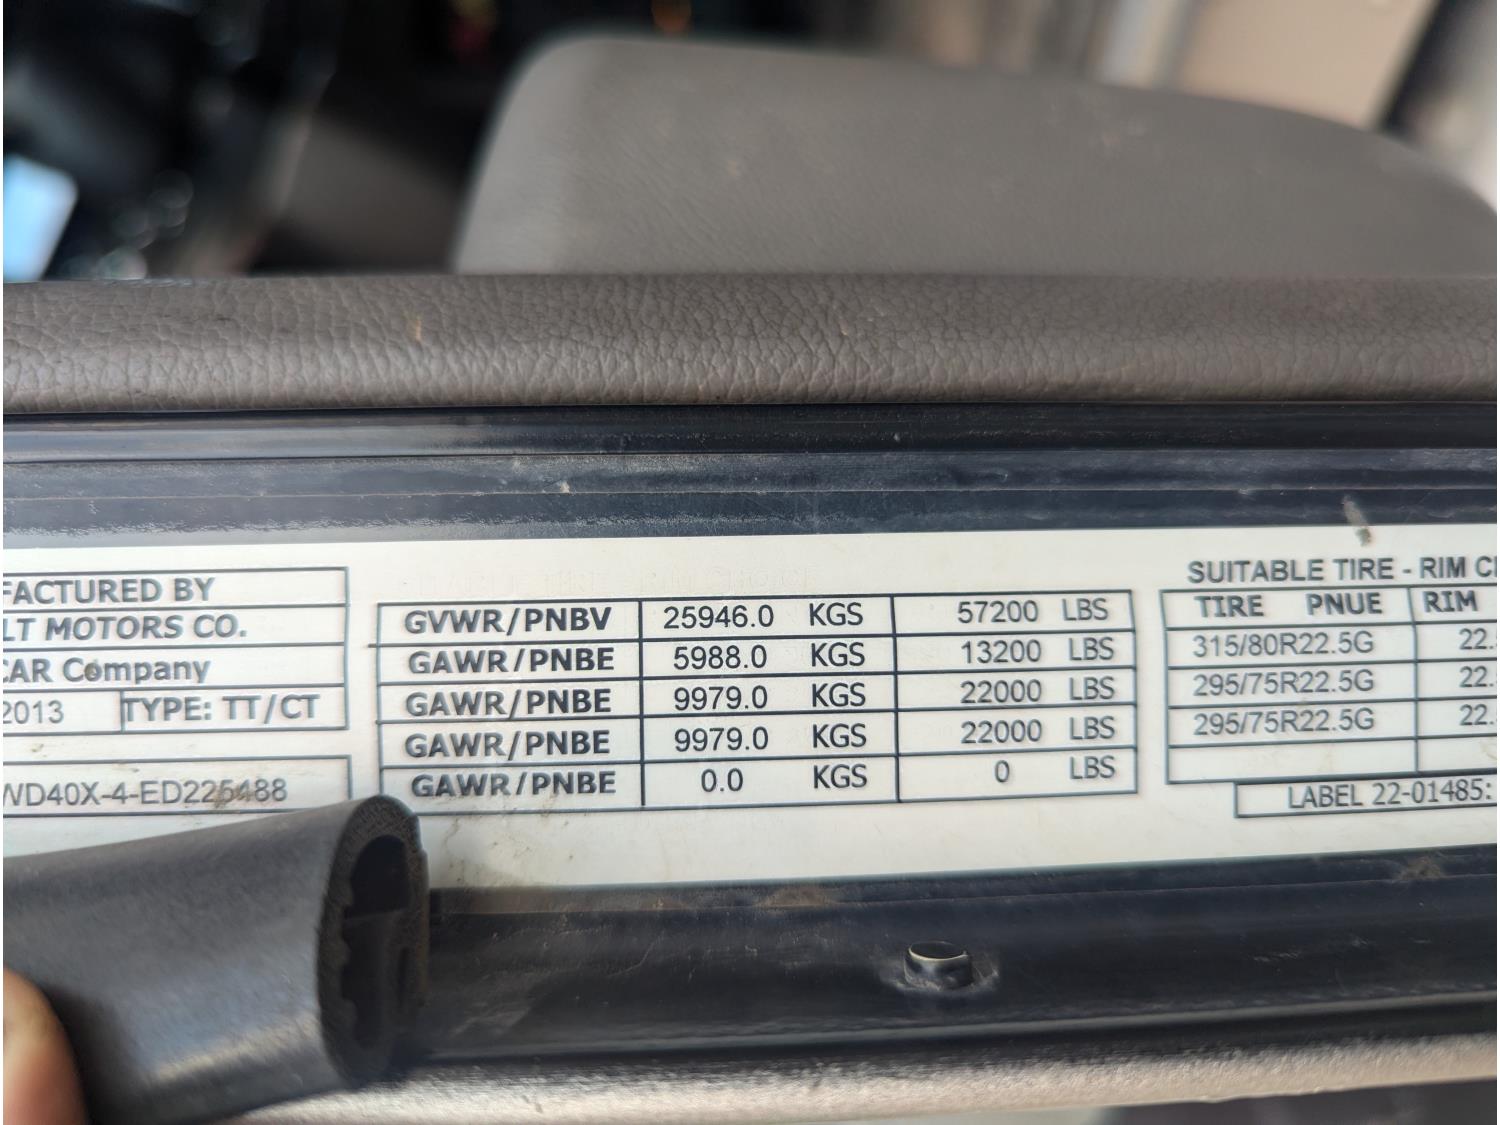 FACTURED BY
LT MOTORS CO.
CAR Company
2013 TYPE: TT/CT
WD40X-4-ED225488
GVWR/PNBV 25946.0 KGS 57200 LBS
GAWR/PNBE 5988.0 KGS 13200 LBS
GAWR/PNBE 9979.0 KGS 22000 LBS
GAWR/PNBE 9979.0 KGS 22000 LBS
GAWR/PNBE 0.0 KGS 0 LBS
SUITABLE TIRE - RIM C
TIRE PNUE RIM
315/80R22.5G 22.
295/75R22.5G 22.
295/75R22.5G 22.
LABEL 22-01485: